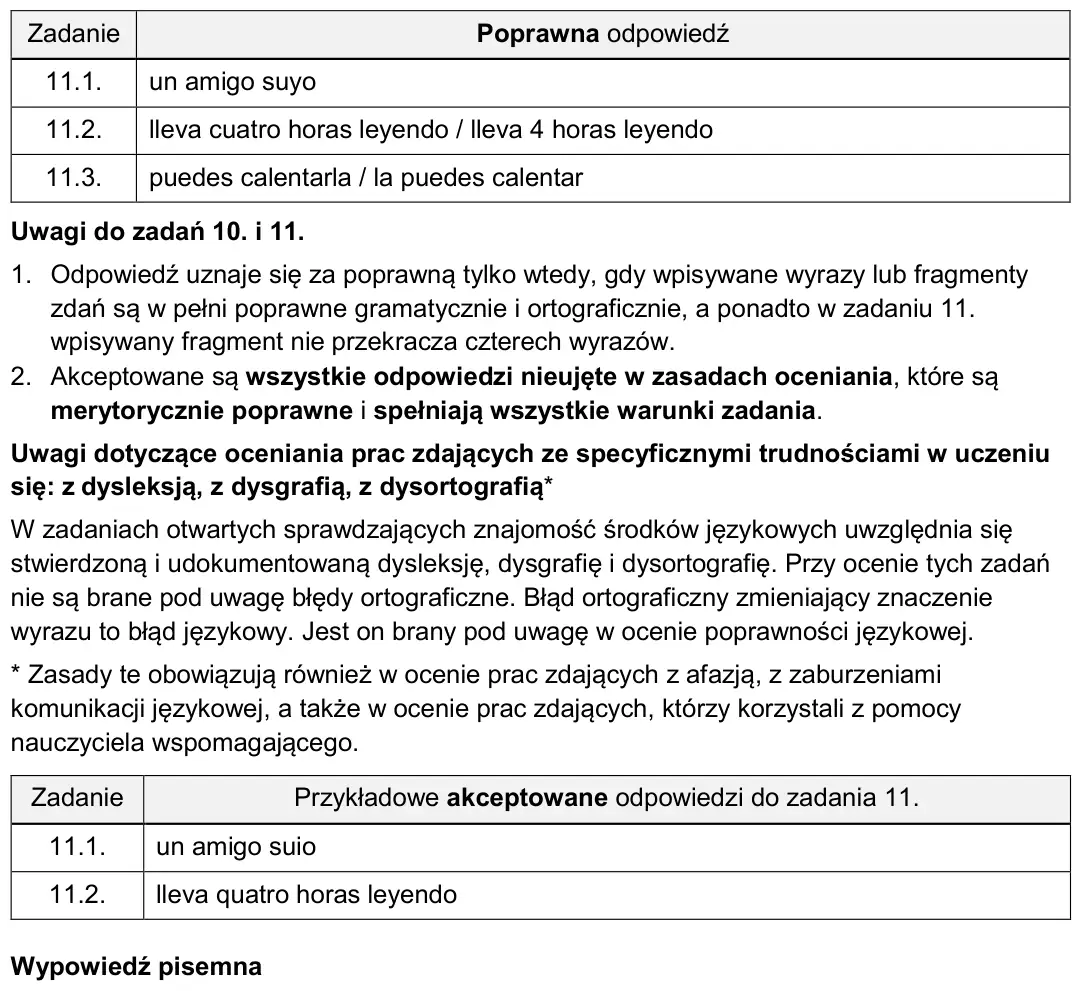 Zadanie Poprawna odpowiedź
11.1. un amigo suyo
11.2. lleva cuatro horas leyendo / lleva 4 horas leyendo
11.3. puedes calentarla / la puedes calentar
Uwagi do zadań 10. i 11.
1. Odpowiedź uznaje się za poprawną tylko wtedy, gdy wpisywane wyrazy lub fragmenty
zdań są w pełni poprawne gramatycznie i ortograficznie, a ponadto w zadaniu 11.
wpisywany fragment nie przekracza czterech wyrazów.
2. Akceptowane są wszystkie odpowiedzi nieujęte w zasadach oceniania, które są
merytorycznie poprawne i spełniają wszystkie warunki zadania.
Uwagi dotyczące oceniania prac zdających ze specyficznymi trudnościami w uczeniu
się: z dysleksją, z dysgrafią, z dysortografią*
W zadaniach otwartych sprawdzających znajomość środków językowych uwzględnia się
stwierdzoną i udokumentowaną dysleksję, dysgrafię i dysortografię. Przy ocenie tych zadań
nie są brane pod uwagę błędy ortograficzne. Błąd ortograficzny zmieniający znaczenie
wyrazu to błąd językowy. Jest on brany pod uwagę w ocenie poprawności językowej.
* Zasady te obowiązują również w ocenie prac zdających z afazją, z zaburzeniami
komunikacji językowej, a także w ocenie prac zdających, którzy korzystali z pomocy
nauczyciela wspomagającego.
Zadanie Przykładowe akceptowane odpowiedzi do zadania 11.
11.1. un amigo suio
11.2. lleva quatro horas leyendo
Wypowiedź pisemna